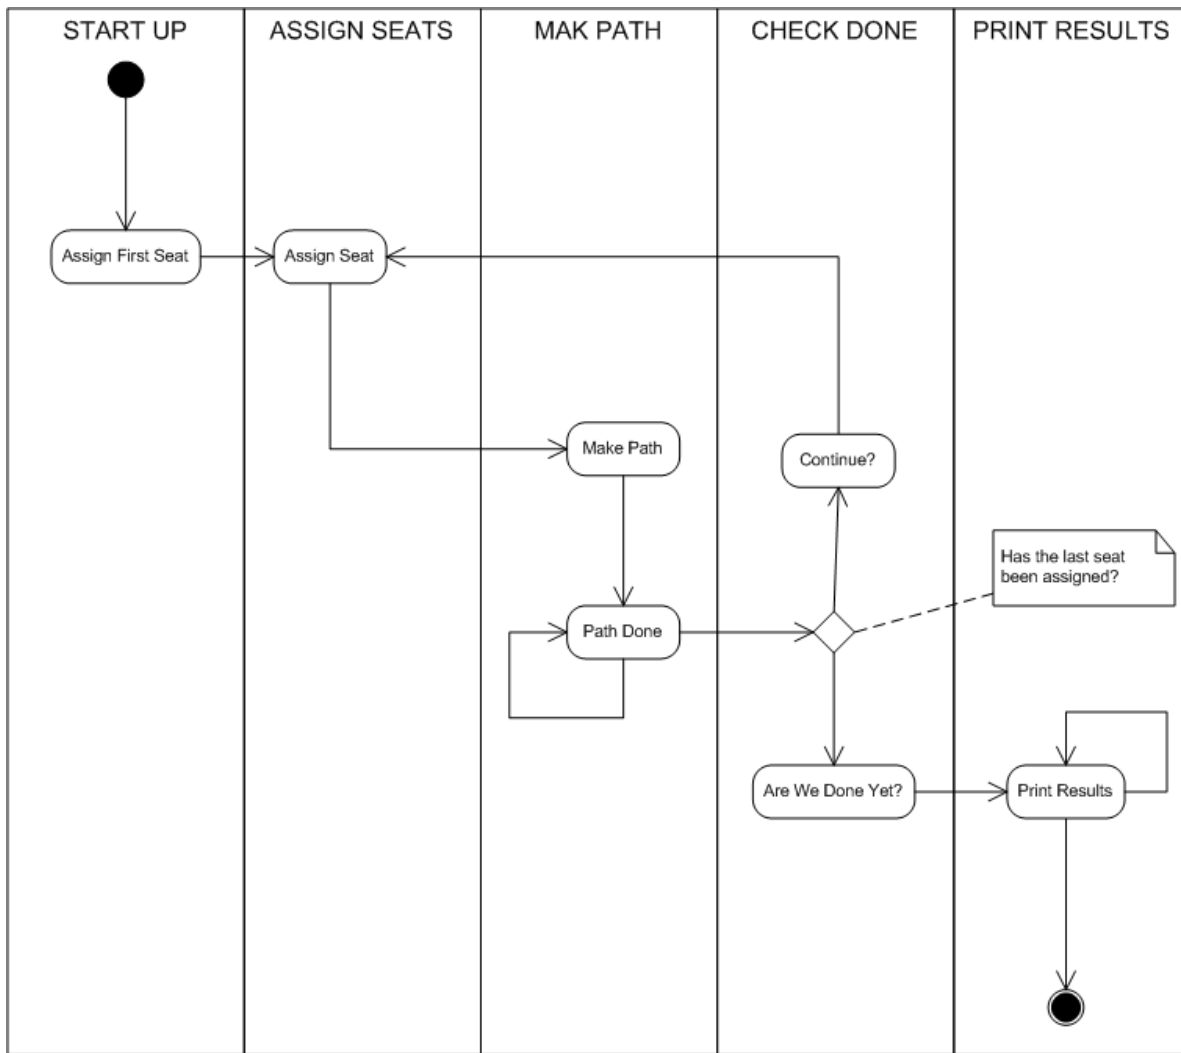 START UP
ASSIGN SEATS
MAK PATH
CHECK DONE
PRINT RESULTS
Assign First Seat
Assign Seat
Make Path
Continue?
Has the last seat
been assigned?
Path Done
Are We Done Yet?
Print Results